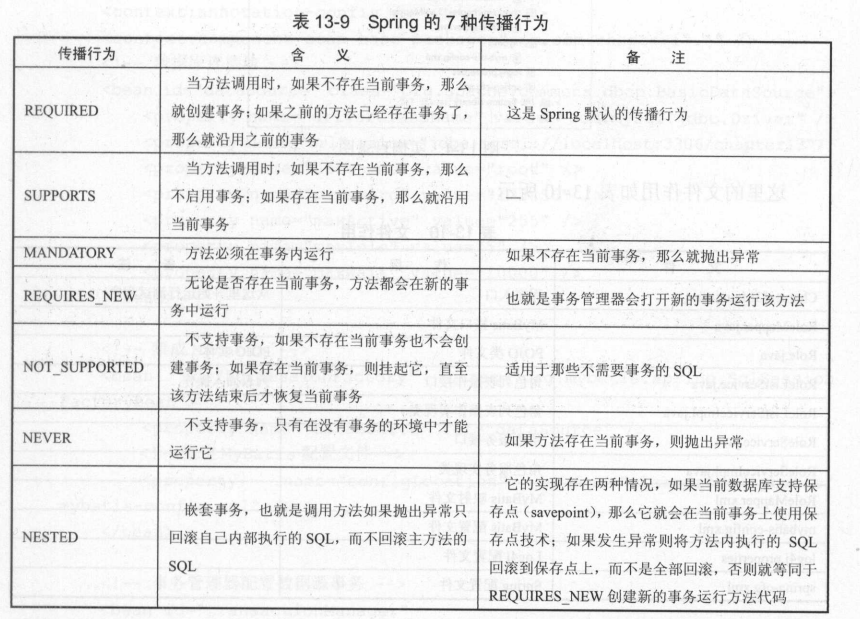 表 13-9 Spring 的 7 种传播行为
传播行为
含 义
备 注
REQUIRED
当方法调用时，如果不存在当前事务，那么
就创建事务；如果之前的方法已经存在事务了，
那么就沿用之前的事务
这是 Spring 默认的传播行为
SUPPORTS
当方法调用时，如果不存在当前事务，那么
不启用事务；如果存在当前事务，那么就沿用
当前事务
—
MANDATORY
方法必须在事务内运行
如果不存在当前事务，那么就抛出异常
REQUIRES_NEW
无论是否存在当前事务，方法都会在新的事
务中运行
也就是事务管理器会打开新的事务运行该方法
NOT_SUPPORTED
不支持事务，如果不存在当前事务也不会创
建事务；如果存在当前事务，则挂起它，直至
该方法结束后才恢复当前事务
适用于那些不需要事务的 SQL
NEVER
不支持事务，只有在没有事务的环境中才能
运行它
如果方法存在当前事务，则抛出异常
NESTED
嵌套事务，也就是调用方法如果抛出异常只
回滚自己内部执行的 SQL，而不回滚主方法的
SQL
它的实现存在两种情况，如果当前数据库支持保
存点（savepoint），那么它就会在当前事务上使用保
存点技术；如果发生异常则将方法内执行的 SQL
回滚到保存点上，而不是全部回滚，否则就等同于
REQUIRES_NEW 创建新的事务运行方法代码